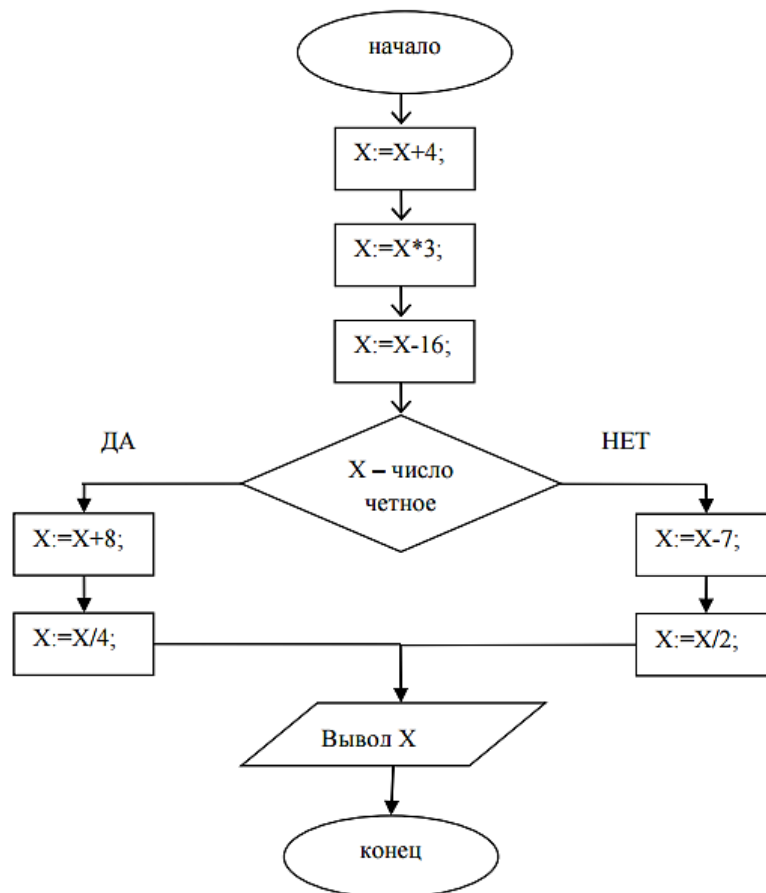 начало
X:=X+4;
X:=X*3;
X:=X-16;
ДА
НЕТ
X – число
четное
X:=X+8;
X:=X-7;
X:=X/4;
X:=X/2;
Вывод X
конец